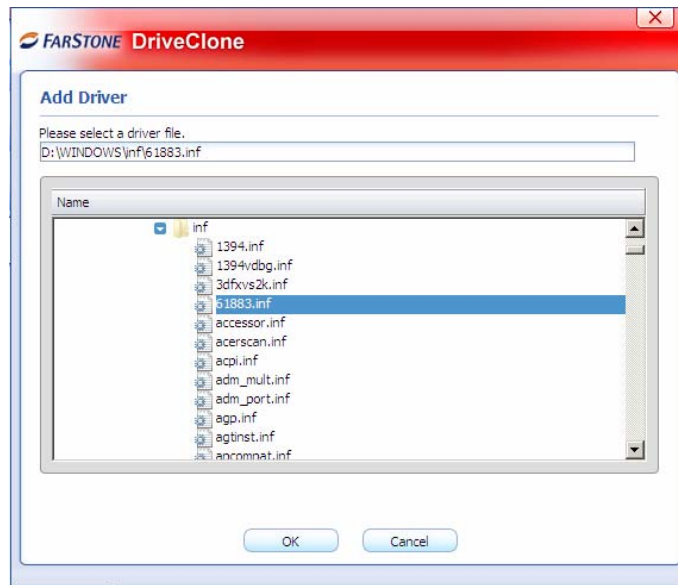 FARSTONE DriveClone
Add Driver
Please select a driver file.
D:\WINDOWS\inf\61883.inf
Name
inf
1394.inf
1394vdbg.inf
3dfxvs2k.inf
61883.inf
accessor.inf
acerscan.inf
acpi.inf
adm_mult.inf
adm_port.inf
agp.inf
agtinst.inf
apcompat.inf
OK Cancel